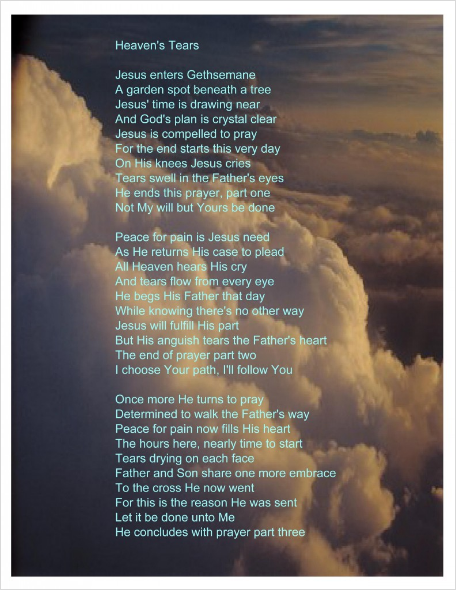 Heaven's Tears
Jesus enters Gethsemane
A garden spot beneath a tree
Jesus' time is drawing near
And God's plan is crystal clear
Jesus is compelled to pray
For the end starts this very day
On His knees Jesus cries
Tears swell in the Father's eyes
He ends this prayer, part one
Not My will but Yours be done
Peace for pain is Jesus need
As He returns His case to plead
All Heaven hears His cry
And tears flow from every eye
He begs His Father that day
While knowing there's no other way
Jesus will fulfill His part
But His anguish tears the Father's heart
The end of prayer part two
I choose Your path, I'll follow You
Once more He turns to pray
Determined to walk the Father's way
Peace for pain now fills His heart
The hours here, nearly time to start
Tears drying on each face
Father and Son share one more embrace
To the cross He now went
For this is the reason He was sent
Let it be done unto Me
He concludes with prayer part three